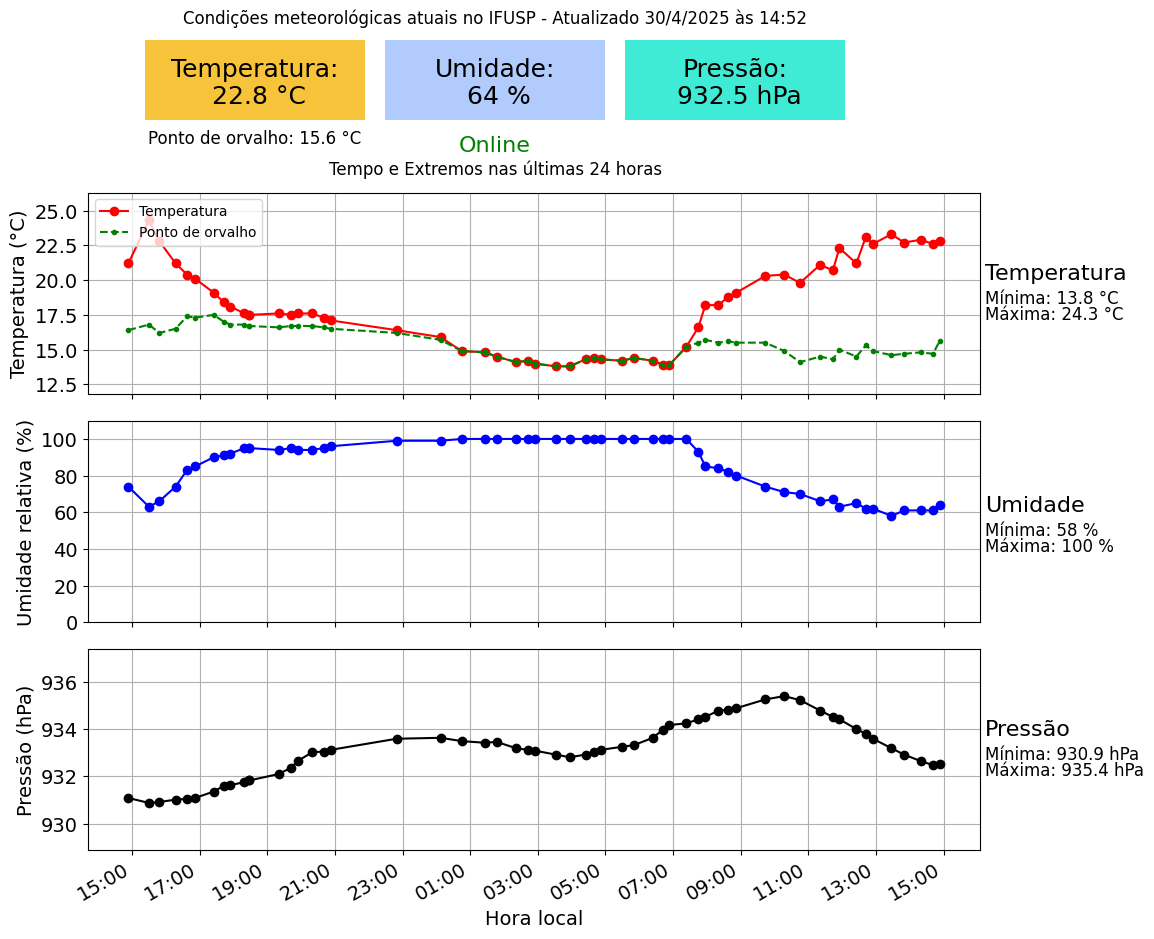 Condições meteorológicas atuais no IFUSP - Atualizado 30/4/2025 às 14:52
Temperatura:
22.8 °C
Umidade:
64 %
Pressão:
932.5 hPa
Ponto de orvalho: 15.6 °C
Online
Tempo e Extremos nas últimas 24 horas
Temperatura (°C)
25.0
22.5
20.0
17.5
15.0
12.5
Temperatura
Ponto de orvalho
Temperatura
Mínima: 13.8 °C
Máxima: 24.3 °C
Umidade relativa (%)
100
80
60
40
20
0
Umidade
Mínima: 58 %
Máxima: 100 %
Pressão (hPa)
936
934
932
930
Pressão
Mínima: 930.9 hPa
Máxima: 935.4 hPa
15:00
17:00
19:00
21:00
23:00
01:00
03:00
05:00
07:00
09:00
11:00
13:00
15:00
Hora local